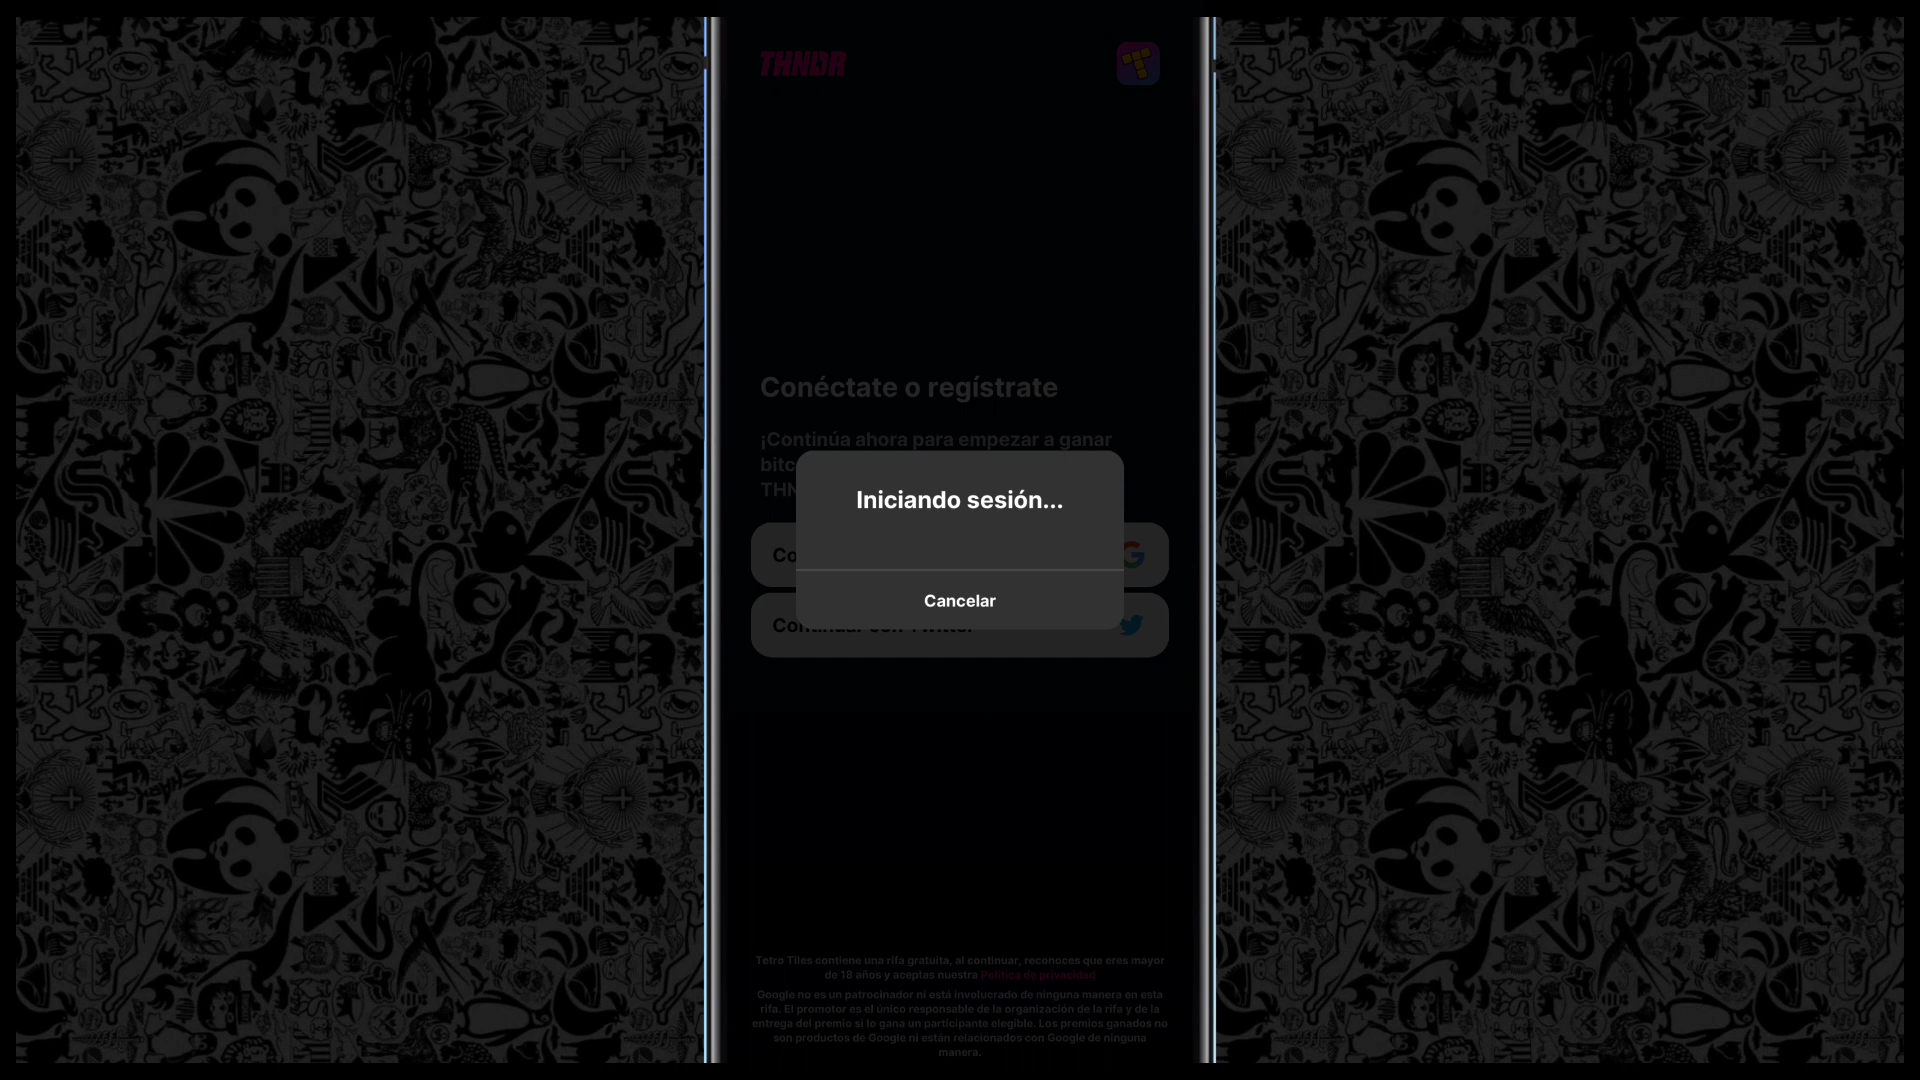 THNDR
Conéctate o regístrate
¡Continúa ahora para empezar a ganar
Iniciando sesión...
Cancelar
Continuar con Twitter
Tetro Tiles contiene una rifa gratuita, al continuar, reconoces que eres mayor
de 18 años y aceptas nuestra Política de privacidad
Google no es un patrocinador ni está involucrado de ninguna manera en esta
rifa. El promotor es el único responsable de la organización de la rifa y de la
entrega del premio si lo gana un participante elegible. Los premios ganados no
son productos de Google ni están relacionados con Google de ninguna
manera.